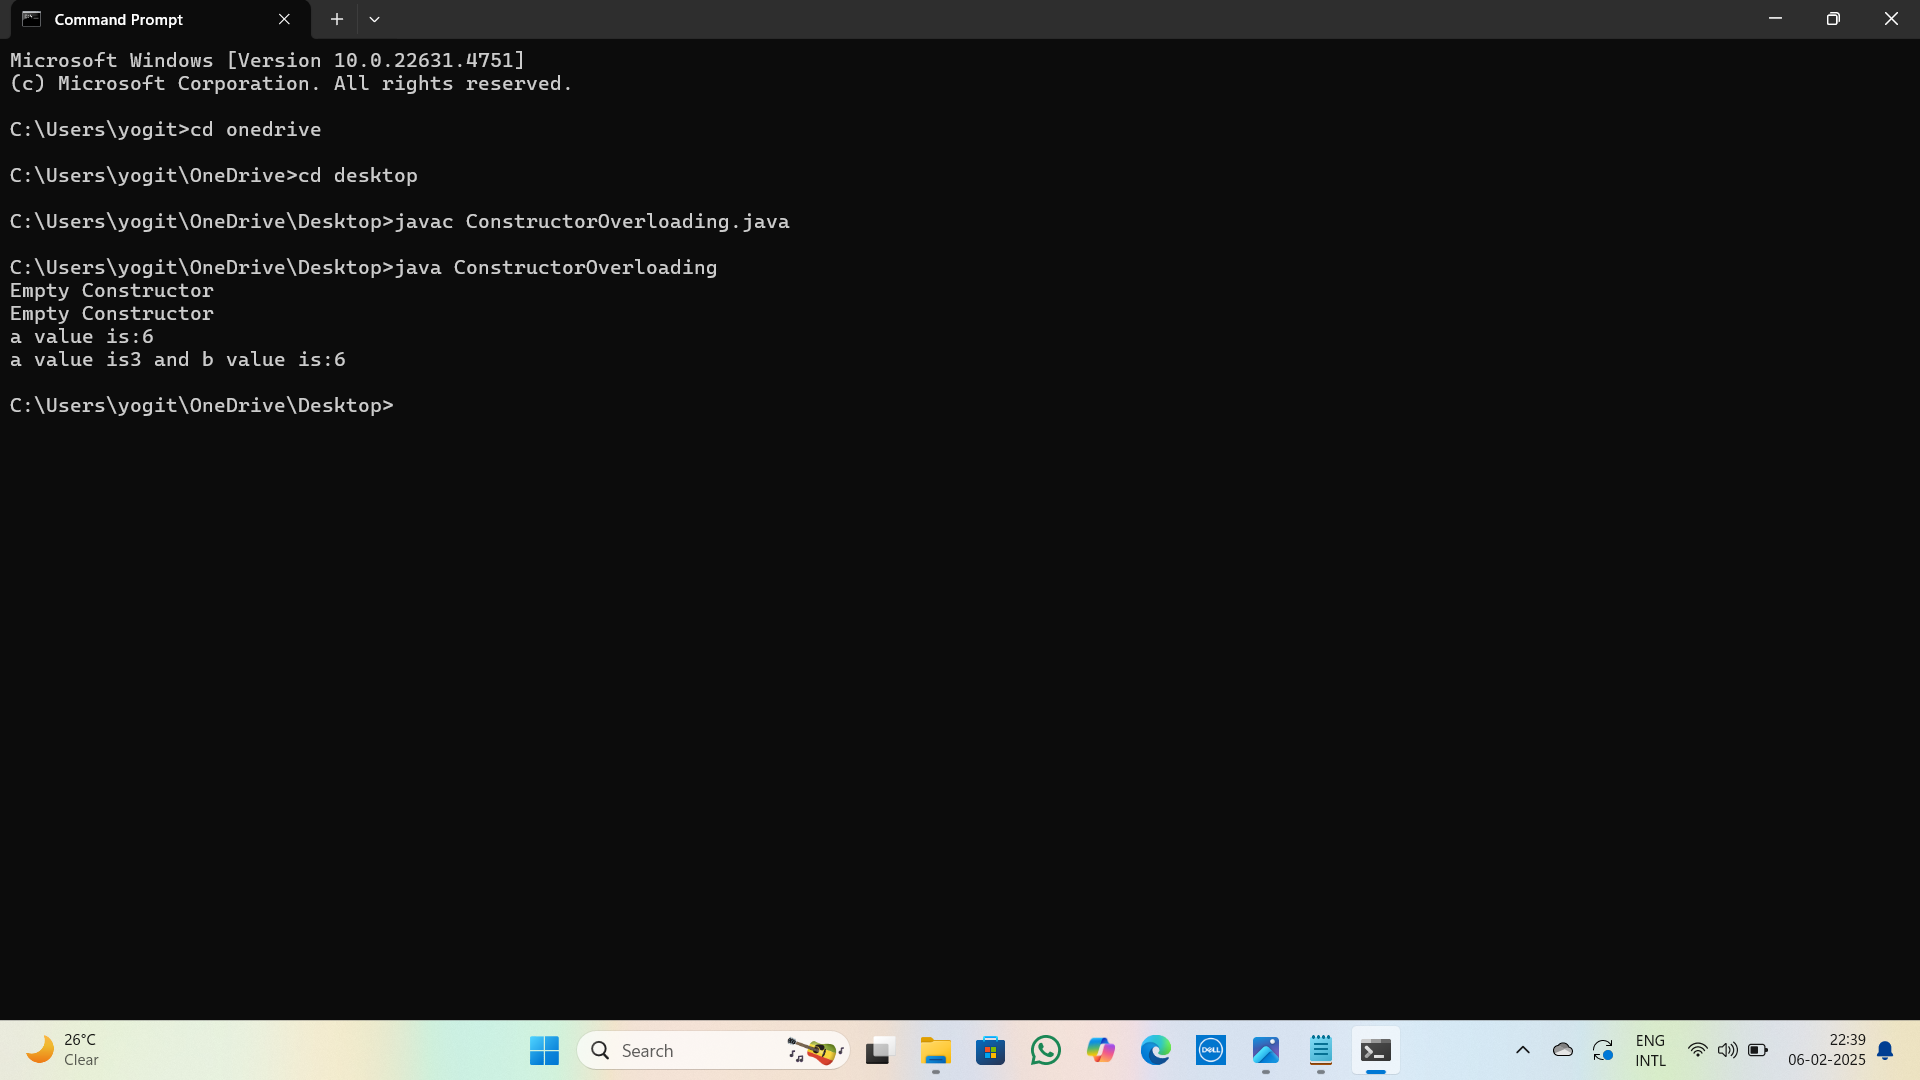 Command Prompt
Microsoft Windows [Version 10.0.22631.4751]
(c) Microsoft Corporation. All rights reserved.
C:\Users\yogit>cd onedrive
C:\Users\yogit\OneDrive>cd desktop
C:\Users\yogit\OneDrive\Desktop>javac ConstructorOverloading.java
C:\Users\yogit\OneDrive\Desktop>java ConstructorOverloading
Empty Constructor
Empty Constructor
a value is:6
a value is3 and b value is:6
C:\Users\yogit\OneDrive\Desktop>
26°C
Clear
Search
DELL
ENG
INTL
22:39
06-02-2025